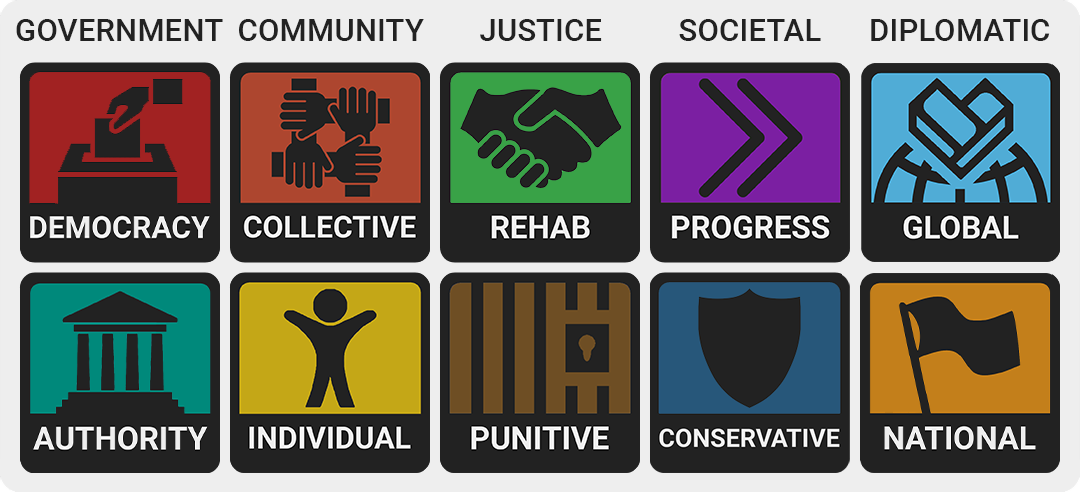 GOVERNMENT COMMUNITY JUSTICE SOCIETAL DIPLOMATIC
DEMOCRACY COLLECTIVE REHAB PROGRESS GLOBAL
AUTHORITY INDIVIDUAL PUNITIVE CONSERVATIVE NATIONAL